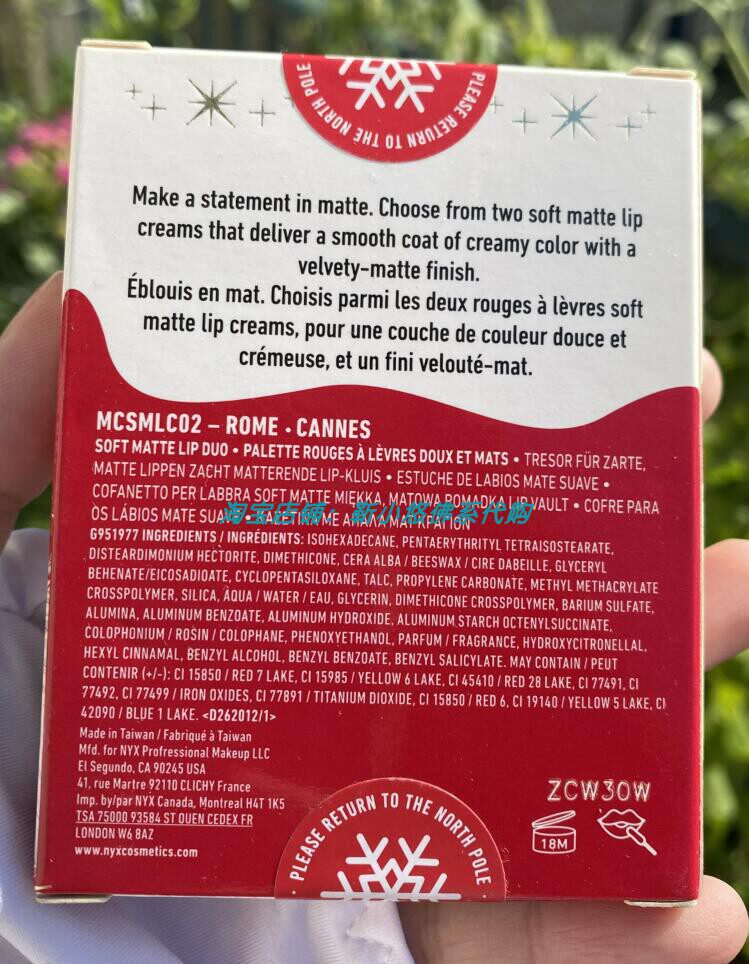 PLEASE RETURN TO THE NORTH POLE
Make a statement in matte. Choose from two soft matte lip
creams that deliver a smooth coat of creamy color with a
velvety-matte finish.
Éblouis en mat. Choisis parmi les deux rouges à lèvres soft
matte lip creams, pour une couche de couleur douce et
crémeuse, et un fini velouté-mat.
MCSMLC02 – ROME • CANNES
SOFT MATTE LIP DUO • PALETTE ROUGES À LÈVRES DOUX ET MATS • TRESOR FÜR ZARTE,
MATTE LIPPEN ZACHT MATTERENDE LIP-KLUIS • ESTUCHE DE LABIOS MATE SUAVE •
COFANETTO PER LABBRA SOFT MATTE MIEKKA, MATOWA POMADKA LIP VAULT • COFRE PARA
OS LÁBIOS MATE
淘宝店铺：靳小格佛系代购
G951977 INGREDIENTS / INGRÉDIENTS: ISOHEXADECANE, PENTAERYTHRITYL TETRAISOSTEARATE,
DISTEARDIMONIUM HECTORITE, DIMETHICONE, CERA ALBA / BEESWAX / CIRE DABEILLE, GLYCERYL
BEHENATE/EICOSADIOATE, CYCLOPENTASILOXANE, TALC, PROPYLENE CARBONATE, METHYL METHACRYLATE
CROSSPOLYMER, SILICA, AQUA / WATER / EAU, GLYCERIN, DIMETHICONE CROSSPOLYMER, BARIUM SULFATE,
ALUMINA, ALUMINUM BENZOATE, ALUMINUM HYDROXIDE, ALUMINUM STARCH OCTENYLSUCCINATE,
COLOPHONIUM / ROSIN / COLOPHANE, PHENOXYETHANOL, PARFUM / FRAGRANCE, HYDROXYCITRONELLAL,
HEXYL CINNAMAL, BENZYL ALCOHOL, BENZYL BENZOATE, BENZYL SALICYLATE. MAY CONTAIN / PEUT
CONTENIR (+/-): CI 15850 / RED 7 LAKE, CI 15985 / YELLOW 6 LAKE, CI 45410 / RED 28 LAKE, CI 77491, CI
77492, CI 77499 / IRON OXIDES, CI 77891 / TITANIUM DIOXIDE, CI 15850 / RED 6, CI 19140 / YELLOW 5 LAKE, CI
42090 / BLUE 1 LAKE. <D262012/1>
Made in Taiwan / Fabriqué à Taiwan
Mfd. for NYX Professional Makeup LLC
El Segundo, CA 90245 USA
41, rue Martre 92110 CLICHY France
Imp. by/par NYX Canada, Montreal H4T 1K5
TSA 75000 93584 ST OUEN CEDEX FR
LONDON W6 8AZ
www.nyxcosmetics.com
ZCW30W
18M
PLEASE RETURN TO THE NORTH POLE